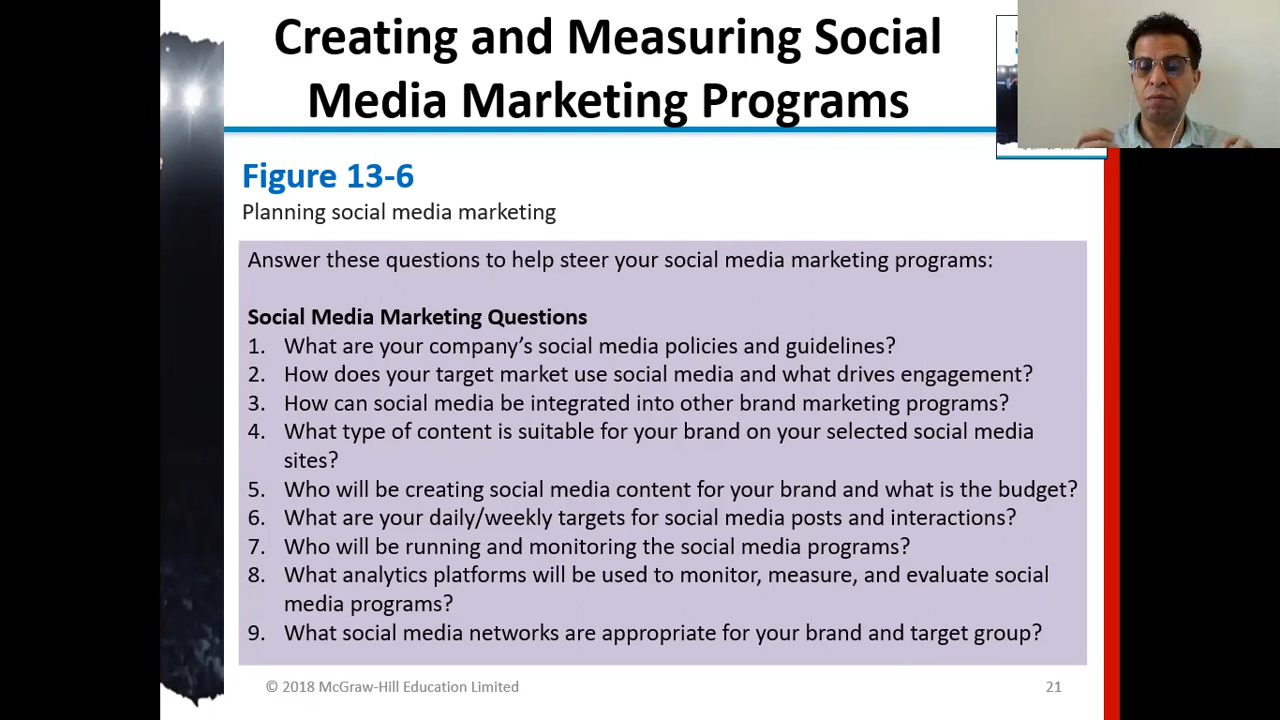 Creating and Measuring Social
Media Marketing Programs
Figure 13-6
Planning social media marketing
Answer these questions to help steer your social media marketing programs:
Social Media Marketing Questions
1. What are your company’s social media policies and guidelines?
2. How does your target market use social media and what drives engagement?
3. How can social media be integrated into other brand marketing programs?
4. What type of content is suitable for your brand on your selected social media
sites?
5. Who will be creating social media content for your brand and what is the budget?
6. What are your daily/weekly targets for social media posts and interactions?
7. Who will be running and monitoring the social media programs?
8. What analytics platforms will be used to monitor, measure, and evaluate social
media programs?
9. What social media networks are appropriate for your brand and target group?
© 2018 McGraw-Hill Education Limited
21